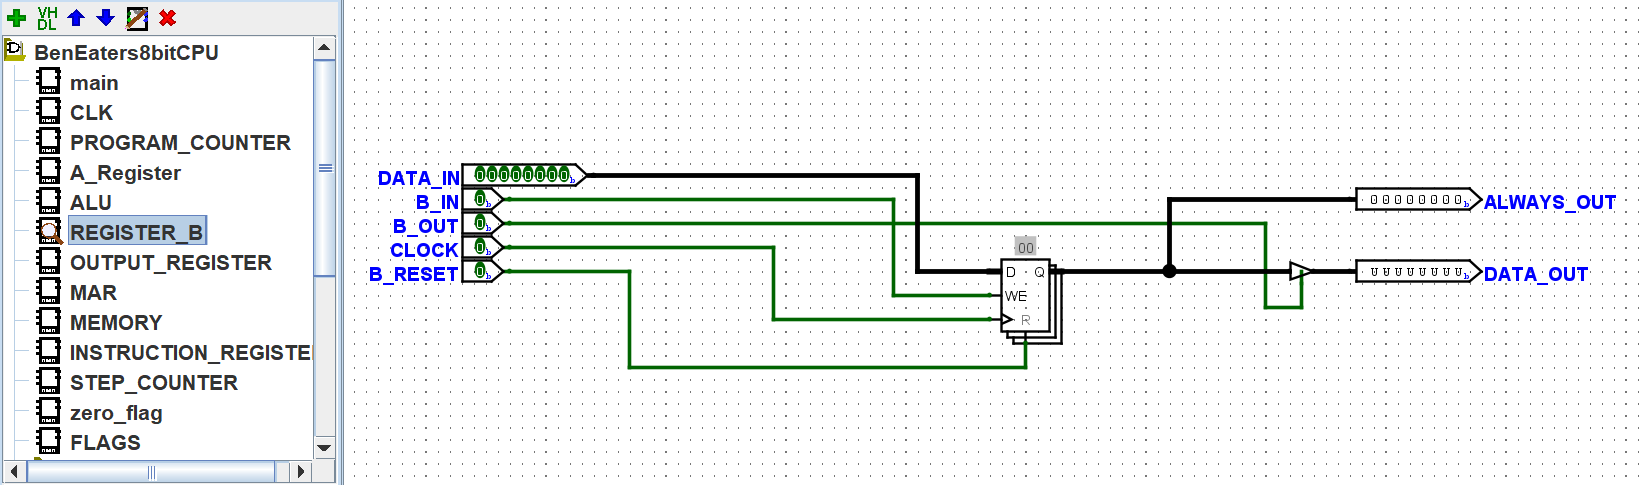 VH
DL
BenEaters8bitCPU
main
CLK
PROGRAM_COUNTER
A_Register
ALU
REGISTER_B
OUTPUT_REGISTER
MAR
MEMORY
INSTRUCTION_REGISTE
STEP_COUNTER
zero_flag
FLAGS
DATA_IN 00000000
B_IN 0
B_OUT 0
CLOCK 0
B_RESET 0
00
D Q
WE
R
00000000 ALWAYS_OUT
UUUUUUUU DATA_OUT